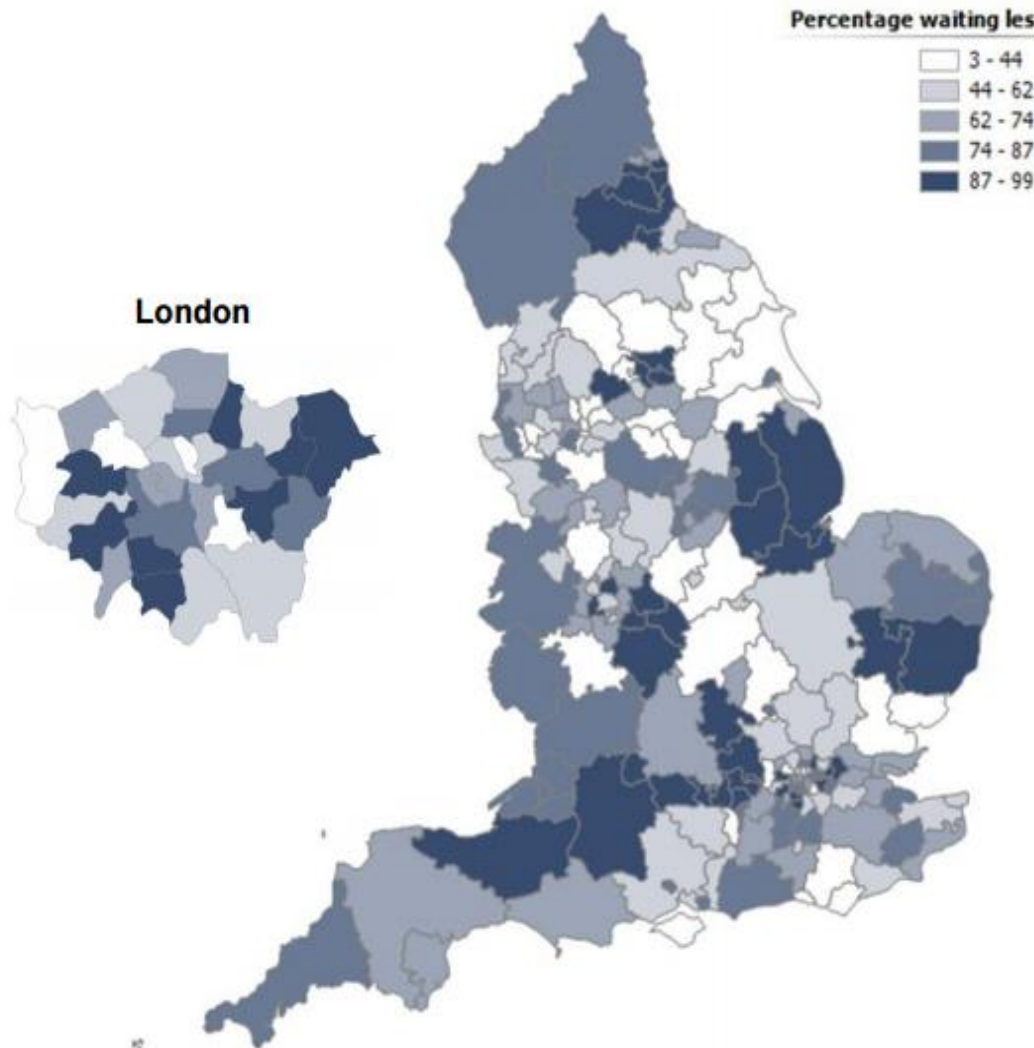 Percentage waiting les
3 - 44
44 - 62
62 - 74
74 - 87
87 - 99
London